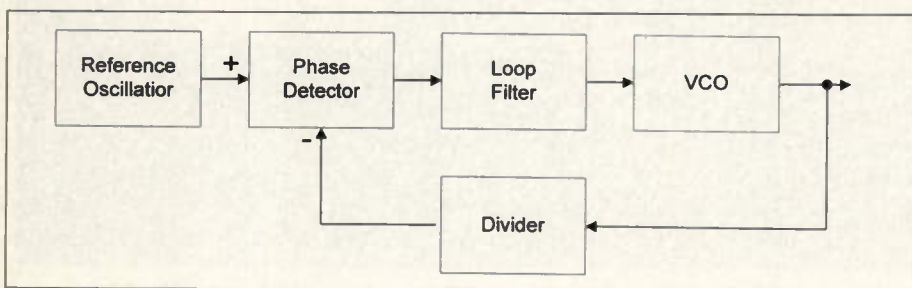 Reference
Oscillatior
+
Phase
Detector
Loop
Filter
VCO
-
Divider